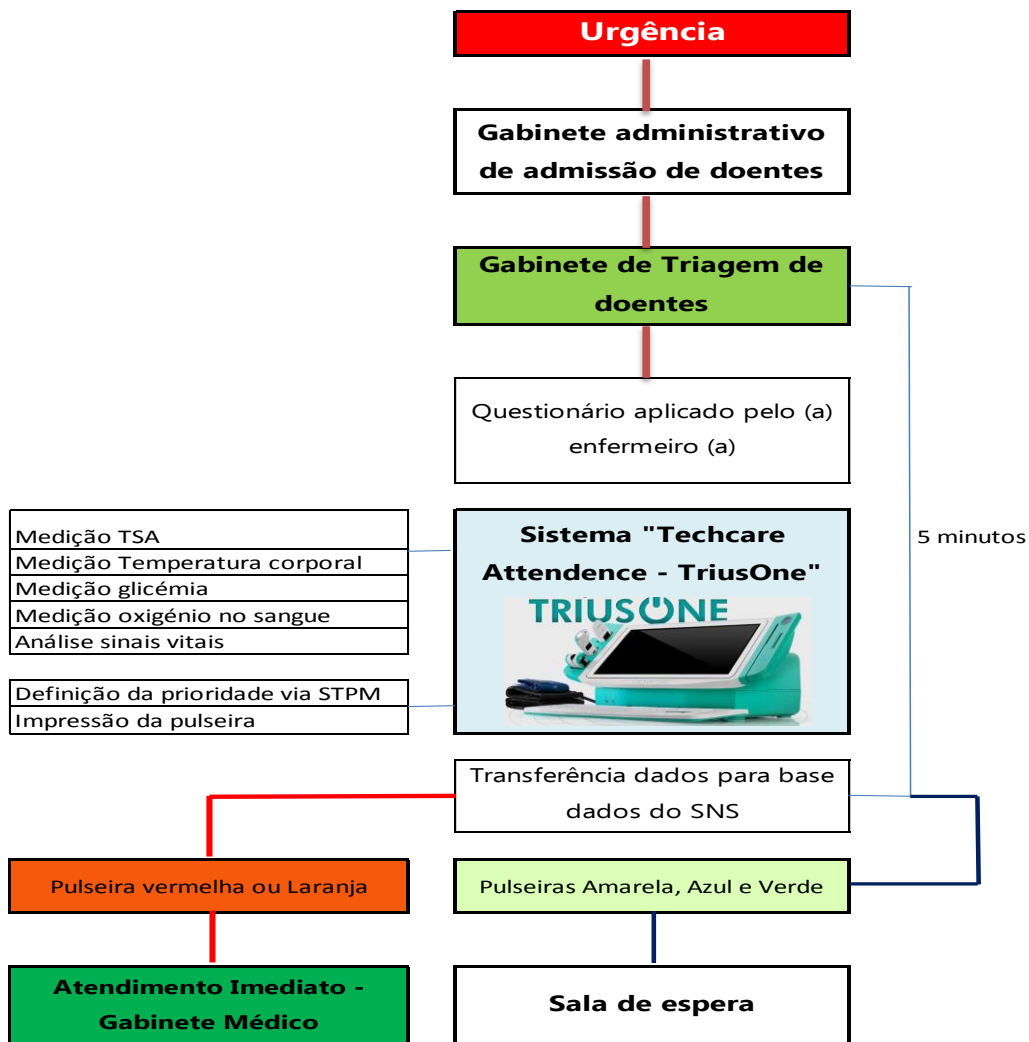 Urgência
Gabinete administrativo
de admissão de doentes
Gabinete de Triagem de
doentes
Questionário aplicado pelo (a)
enfermeiro (a)
Medição TSA
Medição Temperatura corporal
Medição glicémia
Medição oxigénio no sangue
Análise sinais vitais
Definição da prioridade via STPM
Impressão da pulseira
Sistema "Techcare
Attendence - TriusOne"
TRIUSONE
5 minutos
Transferência dados para base
dados do SNS
Pulseira vermelha ou Laranja
Pulseiras Amarela, Azul e Verde
Atendimento Imediato -
Gabinete Médico
Sala de espera